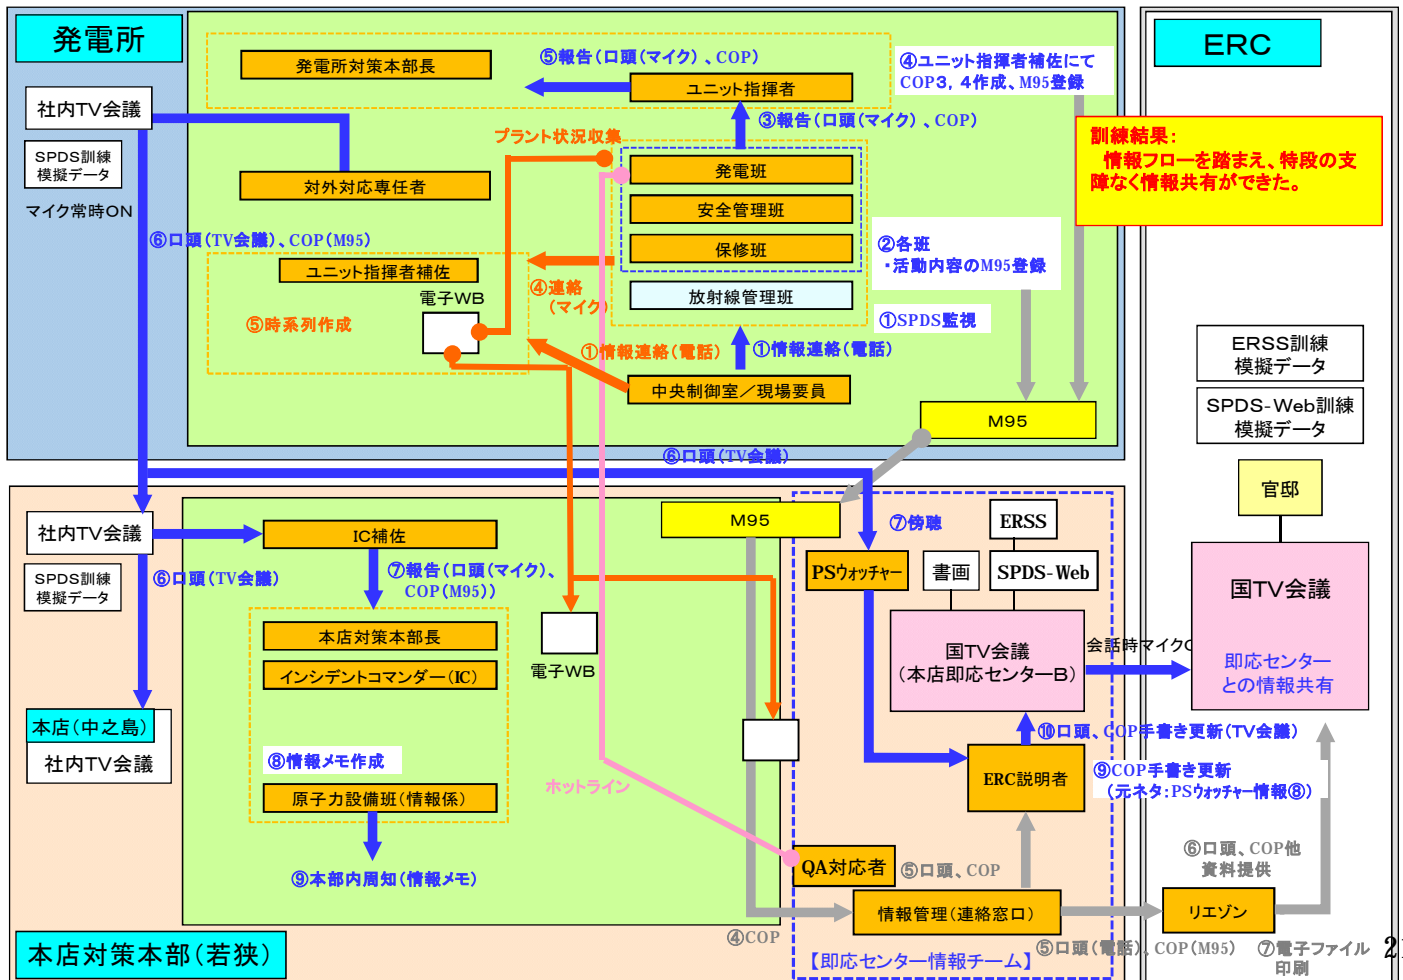 発電所
ERC
発電所対策本部長
⑤報告(口頭(マイク)、COP)
ユニット指揮者
④ユニット指揮者補佐にて
COP3，4作成、M95登録
社内TV会議
SPDS訓練
模擬データ
マイク常時ON
対外対応専任者
プラント状況収集
③報告(口頭(マイク)、COP)
訓練結果：
情報フローを踏まえ、特段の支
障なく情報共有ができた。
発電班
安全管理班
保修班
放射線管理班
⑥口頭(TV会議)、COP(M95)
ユニット指揮者補佐
電子WB
⑤時系列作成
④連絡
(マイク)
②各班
・活動内容のM95登録
①SPDS監視
①情報連絡(電話)
①情報連絡(電話)
中央制御室／現場要員
M95
ERSS訓練
模擬データ
SPDS-Web訓練
模擬データ
⑥口頭(TV会議)
官邸
社内TV会議
SPDS訓練
模擬データ
IC補佐
M95
⑦傍聴
ERSS
PSウォッチャー
書画
SPDS-Web
⑥口頭(TV会議)
⑦報告(口頭(マイク)、
COP(M95))
本店対策本部長
インシデントコマンダー(IC)
電子WB
国TV会議
(本店即応センターB)
会話時マイク
国TV会議
即応センター
との情報共有
本店(中之島)
社内TV会議
⑧情報メモ作成
原子力設備班(情報係)
⑨本部内周知(情報メモ)
ホットライン
⑩口頭、COP手書き更新(TV会議)
ERC説明者
⑨COP手書き更新
(元ネタ：PSウォッチャー情報⑧)
QA対応者
⑤口頭、COP
⑥口頭、COP他
資料提供
情報管理(連絡窓口)
リエゾン
④COP
⑤口頭(電話)、COP(M95)
⑦電子ファイル
印刷
【即応センター情報チーム】
本店対策本部(若狭)